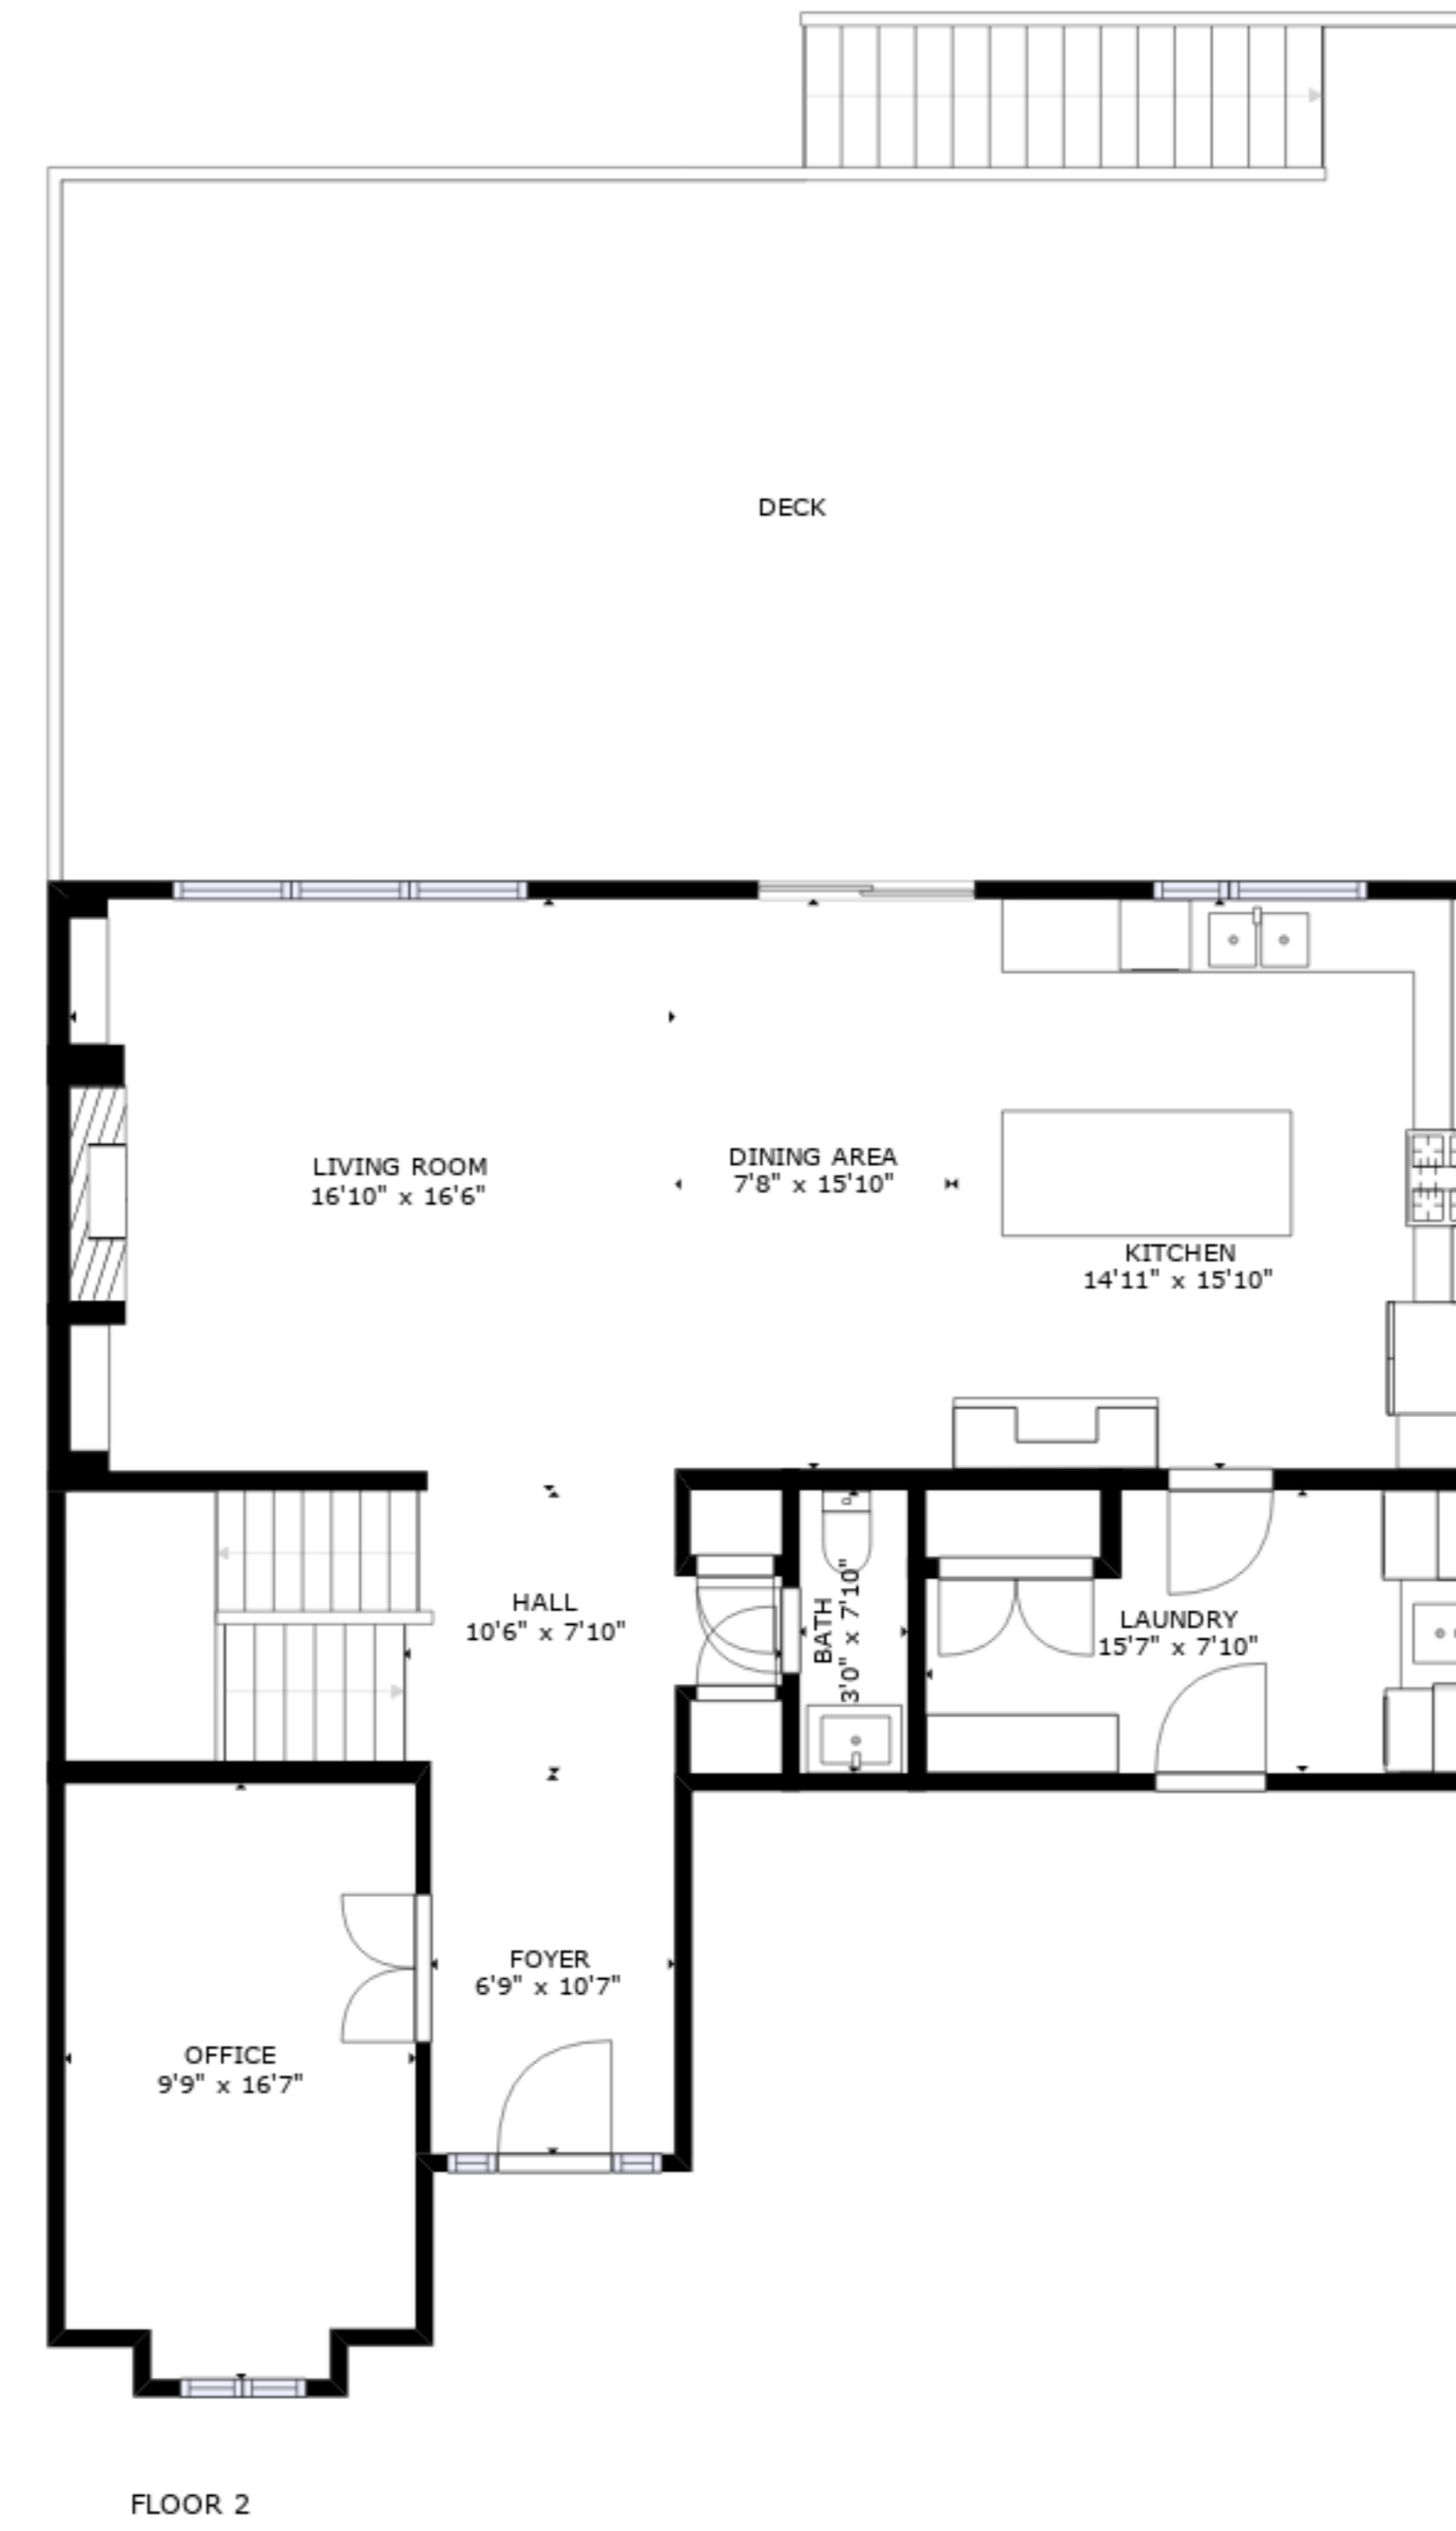 DECK
LIVING ROOM
16'10" x 16'6"
DINING AREA
7'8" x 15'10"
KITCHEN
14'11" x 15'10"
HALL
10'6" x 7'10"
BATH
3'0" x 7'10"
LAUNDRY
15'7" x 7'10"
FOYER
6'9" x 10'7"
OFFICE
9'9" x 16'7"
FLOOR 2